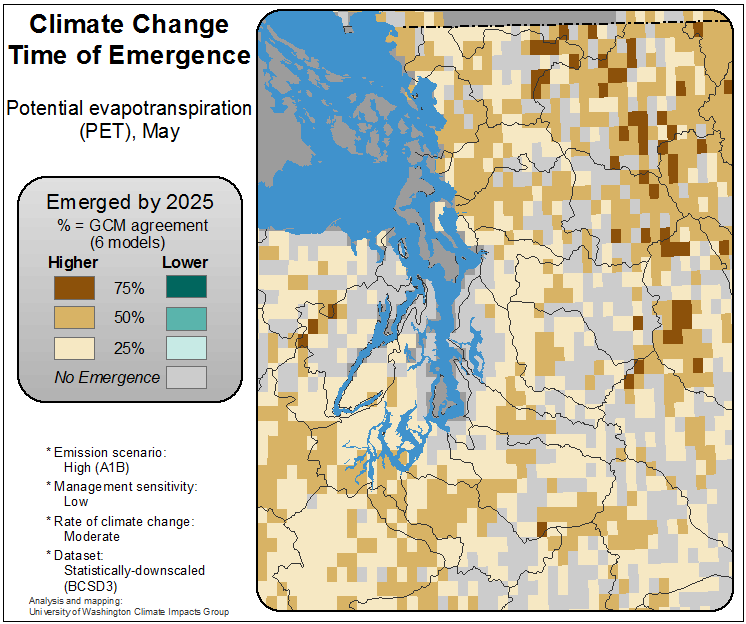 Climate Change
Time of Emergence
Potential evapotranspiration
(PET), May
Emerged by 2025
% = GCM agreement
(6 models)
Higher Lower
75%
50%
25%
No Emergence
* Emission scenario:
High (A1B)
* Management sensitivity:
Low
* Rate of climate change:
Moderate
* Dataset:
Statistically-downscaled
(BCSD3)
Analysis and mapping:
University of Washington Climate Impacts Group